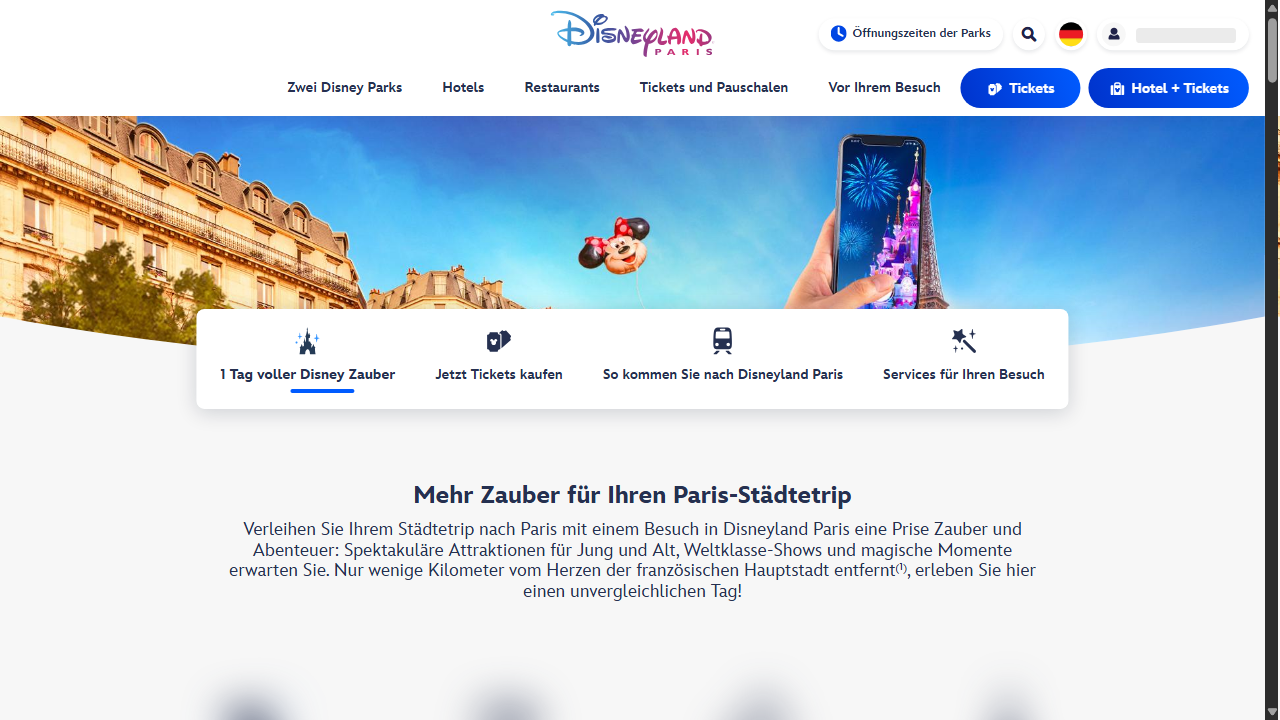 Disneyland
PARIS
Öffnungszeiten der Parks
Zwei Disney Parks
Hotels
Restaurants
Tickets und Pauschalen
Vor Ihrem Besuch
Tickets
Hotel + Tickets
1 Tag voller Disney Zauber
Jetzt Tickets kaufen
So kommen Sie nach Disneyland Paris
Services für Ihren Besuch
Mehr Zauber für Ihren Paris-Städtetrip
Verleihen Sie Ihrem Städtetrip nach Paris mit einem Besuch in Disneyland Paris eine Prise Zauber und
Abenteuer: Spektakuläre Attraktionen für Jung und Alt, Weltklasse-Shows und magische Momente
erwarten Sie. Nur wenige Kilometer vom Herzen der französischen Hauptstadt entfernt(1), erleben Sie hier
einen unvergleichlichen Tag!